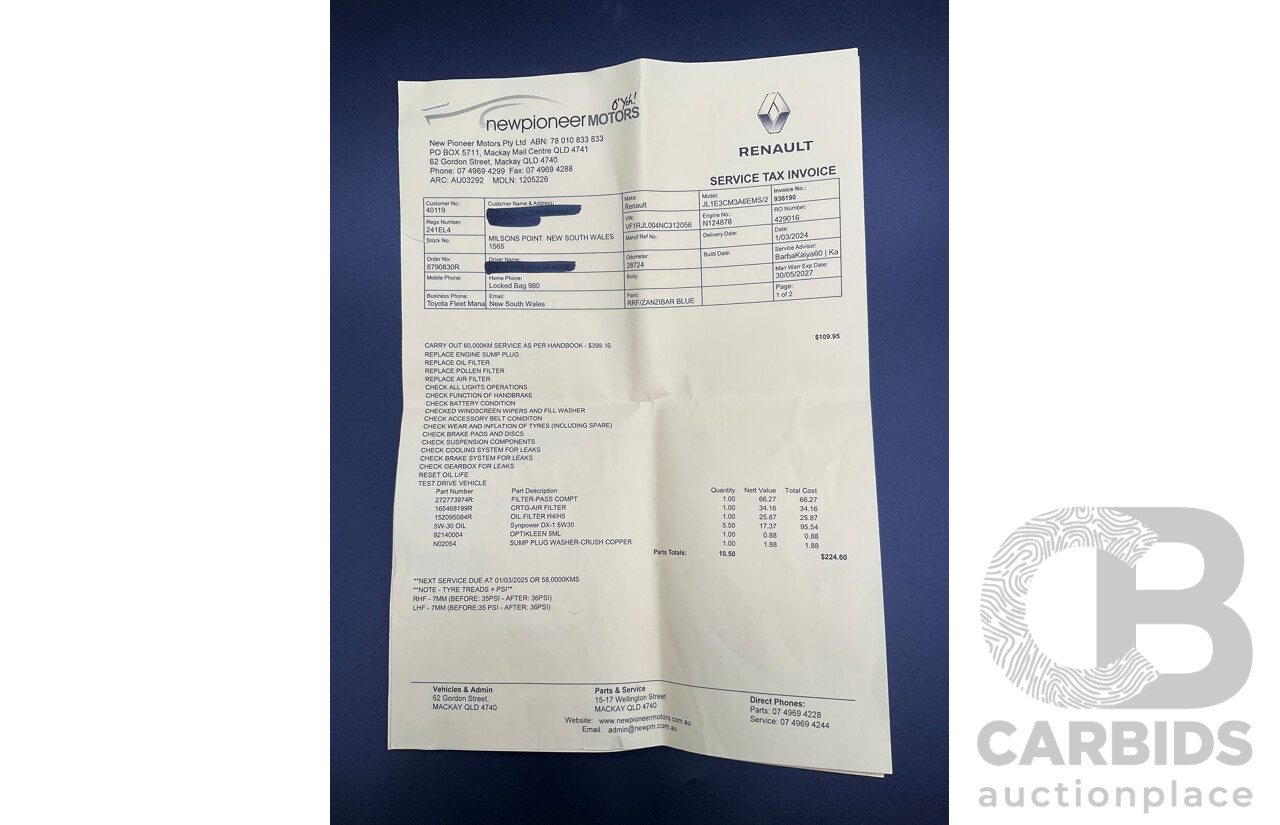 O'Yeh!
newpioneer MOTORS
New Pioneer Motors Pty Ltd ABN: 78 010 833 833
PO BOX 5711, Mackay Mail Centre QLD 4741
62 Gordon Street, Mackay QLD 4740
Phone: 07 4969 4299 Fax: 07 4969 4288
ARC: AU03292 MDLN: 1205226
RENAULT
SERVICE TAX INVOICE
Customer No.:
40119
Customer Name & Address:
Make:
Renault
Model:
JL1E3CM3A6EMS/2
Invoice No.:
936190
Rego Number:
241EL4
VIN:
VF1RJL004NC312056
Engine No.:
N124878
RO Number:
429016
Stock No:
MILSONS POINT NEW SOUTH WALES
1565
Manuf Ref No.:
Delivery Date:
Date:
1/03/2024
Order No:
8790830R
Driver Name:
Odometer:
28724
Build Date:
Service Advisor:
BarbaKaiya60 | Ka
Mobile Phone:
Home Phone:
Locked Bag 980
Body:
Man Warr Exp Date:
30/05/2027
Business Phone:
Toyota Fleet Mana
Email:
New South Wales
Paint:
RRF/ZANZIBAR BLUE
Page:
1 of 2
$109.95
CARRY OUT 60,000KM SERVICE AS PER HANDBOOK - $399. IS
REPLACE ENGINE SUMP PLUG
REPLACE OIL FILTER
REPLACE POLLEN FILTER
REPLACE AIR FILTER
CHECK ALL LIGHTS OPERATIONS
CHECK FUNCTION OF HANDBRAKE
CHECK BATTERY CONDITION
CHECKED WINDSCREEN WIPERS AND FILL WASHER
CHECK ACCESSORY BELT CONIDITON
CHECK WEAR AND INFLATION OF TYRES (INCLUDING SPARE)
CHECK BRAKE PADS AND DISCS
CHECK SUSPENSION COMPONENTS
CHECK COOLING SYSTEM FOR LEAKS
CHECK BRAKE SYSTEM FOR LEAKS
CHECK GEARBOX FOR LEAKS
RESET OIL LIFE
TEST DRIVE VEHICLE
Part Number Part Description Quantity Nett Value Total Cost
272773974R FILTER-PASS COMPT 1.00 66.27 66.27
165468199R CRTG-AIR FILTER 1.00 34.16 34.16
152095084R OIL FILTER H4/H5 1.00 25.87 25.87
5W-30 OIL Synpower DX-1 5W30 5.50 17.37 95.54
92140004 OPTIKLEEN 5ML 1.00 0.88 0.88
N02054 SUMP PLUG WASHER-CRUSH COPPER 1.00 1.88 1.88
Parts Totals: 10.50 $224.60
**NEXT SERVICE DUE AT 01/03/2025 OR 58,0000KMS
**NOTE - TYRE TREADS + PSI**
RHF - 7MM (BEFORE: 35PSI - AFTER: 36PSI)
LHF - 7MM (BEFORE:35 PSI - AFTER: 36PSI)
Vehicles & Admin
62 Gordon Street,
MACKAY QLD 4740
Parts & Service
15-17 Wellington Street
MACKAY QLD 4740
Direct Phones:
Parts: 07 4969 4228
Service: 07 4969 4244
Website: www.newpioneermotors.com.au
Email: admin@newpm.com.au
CB
CARBIDS
auctionplace